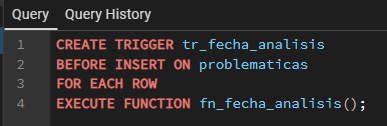 Query Query History
1 CREATE TRIGGER tr_fecha_analisis
2 BEFORE INSERT ON problematicas
3 FOR EACH ROW
4 EXECUTE FUNCTION fn_fecha_analisis();